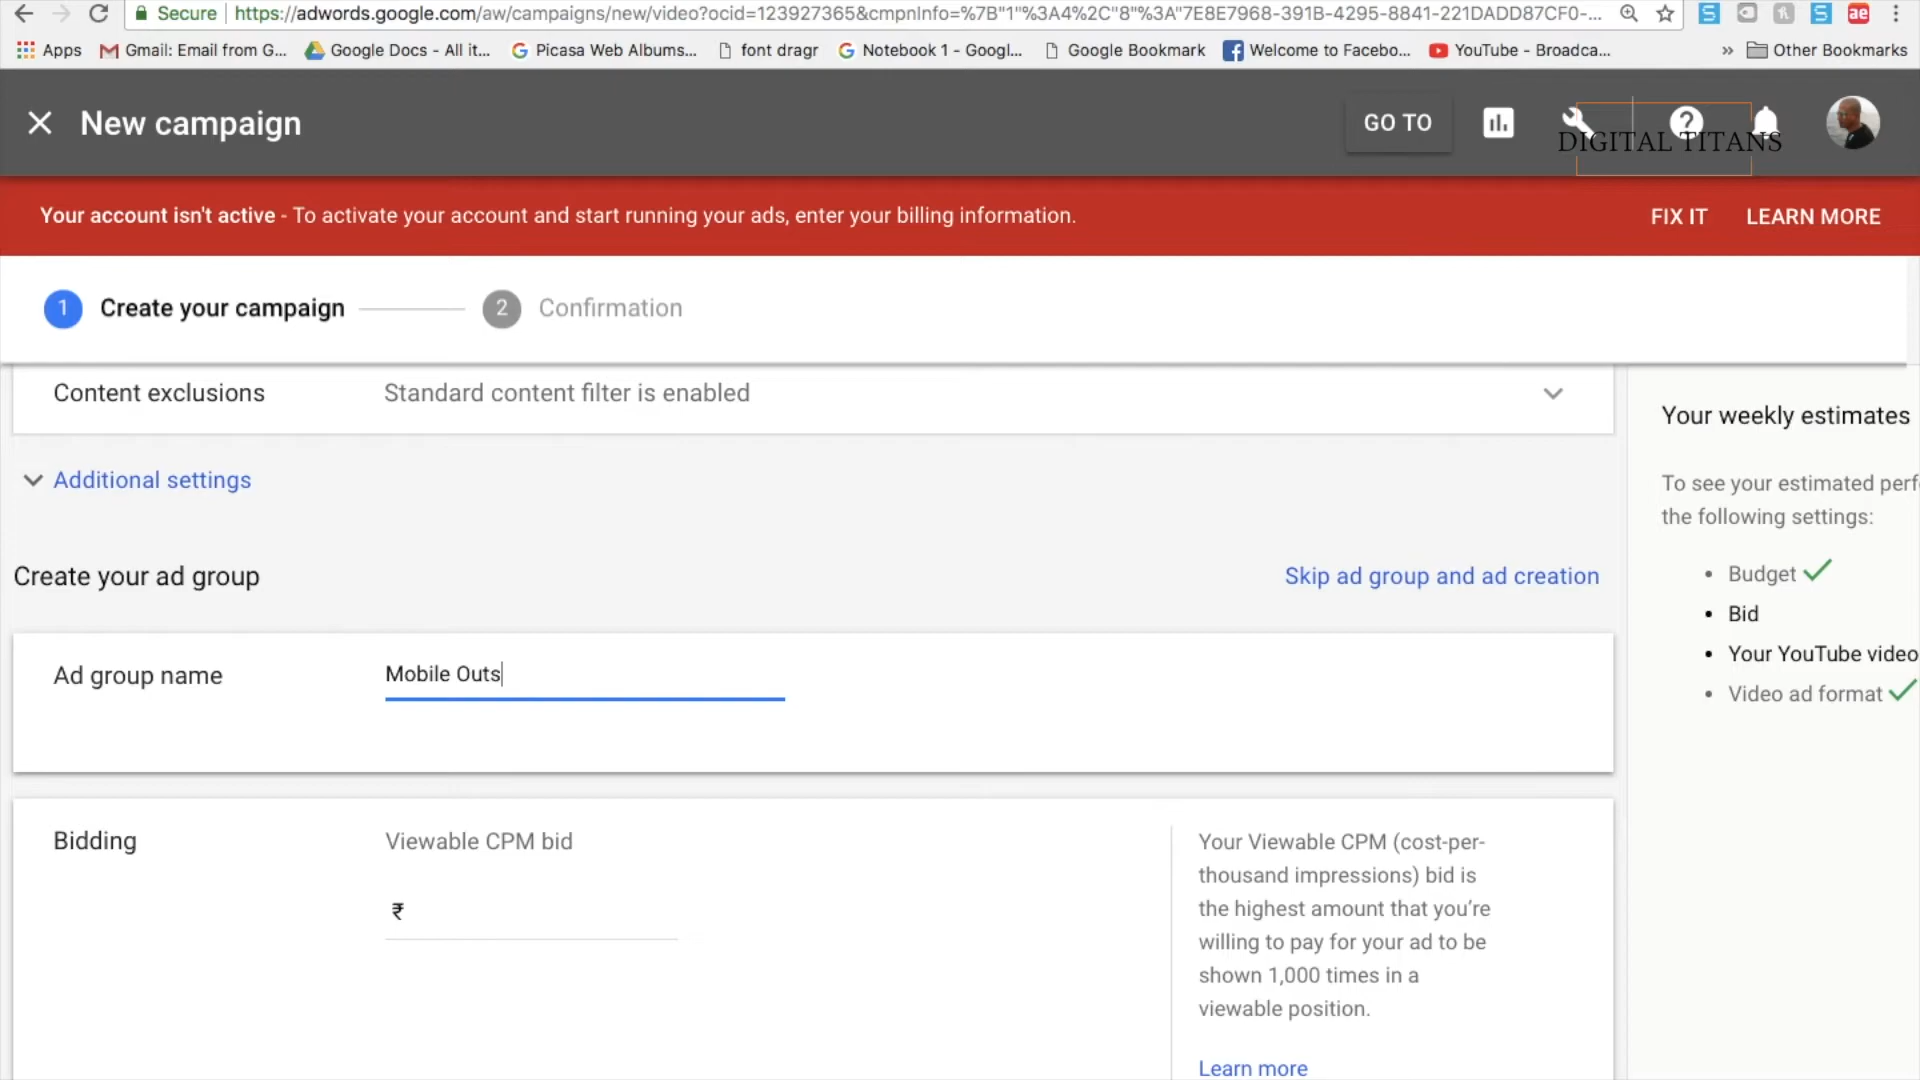 Secure
https://adwords.google.com/aw/campaigns/new/video?ocid=123927365&cmpnInfo=%7B"1"%3A4%2C"8"%3A"7E8E7968-391B-4295-8841-221DADD87CF0-...
Apps
Gmail: Email from G...
Google Docs - All it...
Picasa Web Albums...
font dragr
Notebook 1 - Googl...
Google Bookmark
Welcome to Facebo...
YouTube - Broadca...
»
Other Bookmarks
New campaign
GO TO
DIGITAL TITANS
Your account isn't active - To activate your account and start running your ads, enter your billing information.
FIX IT
LEARN MORE
1 Create your campaign
2 Confirmation
Content exclusions
Standard content filter is enabled
Your weekly estimates
Additional settings
To see your estimated perf
the following settings:
• Budget
• Bid
• Your YouTube video
• Video ad format
Create your ad group
Skip ad group and ad creation
Ad group name
Mobile Outs
Bidding
Viewable CPM bid
₹
Your Viewable CPM (cost-per-
thousand impressions) bid is
the highest amount that you’re
willing to pay for your ad to be
shown 1,000 times in a
viewable position.
Learn more